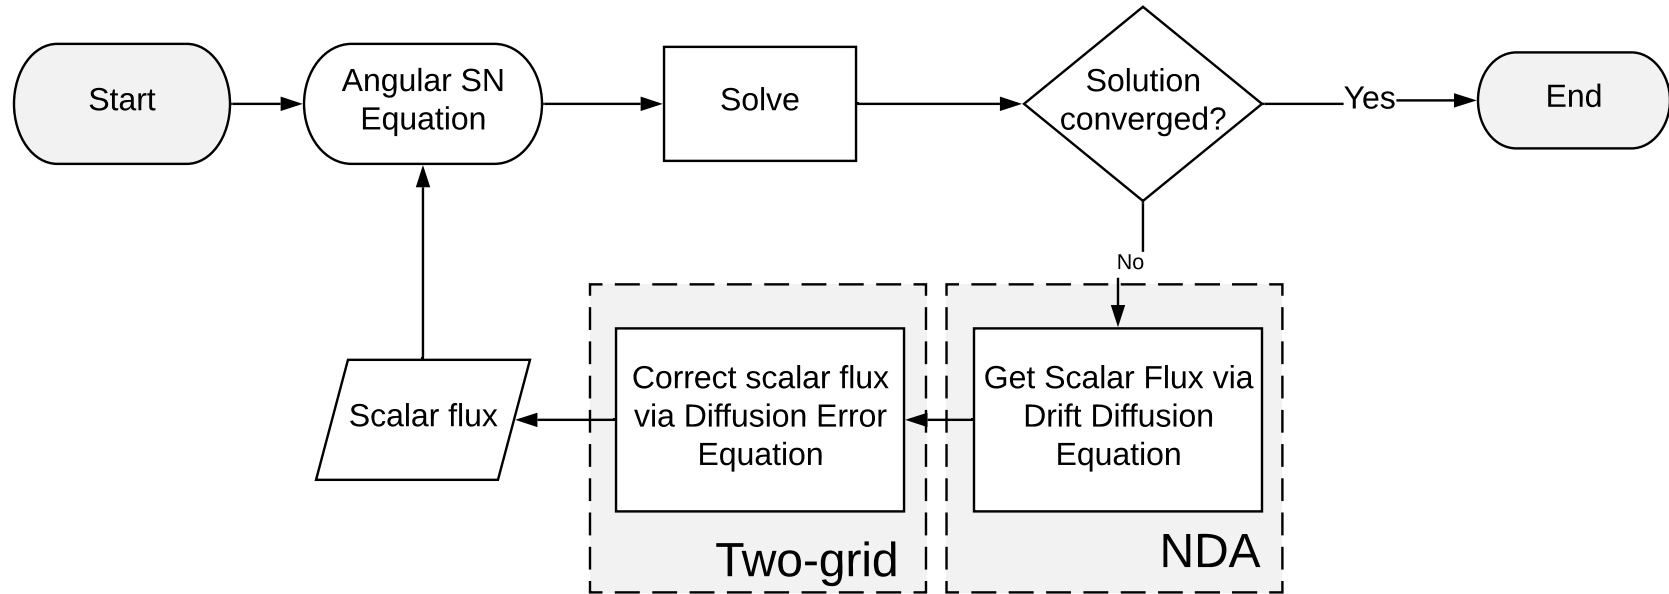 Start
Angular SN
Equation
Solve
Solution
converged?
Yes
End
No
Scalar flux
Correct scalar flux
via Diffusion Error
Equation
Two-grid
Get Scalar Flux via
Drift Diffusion
Equation
NDA